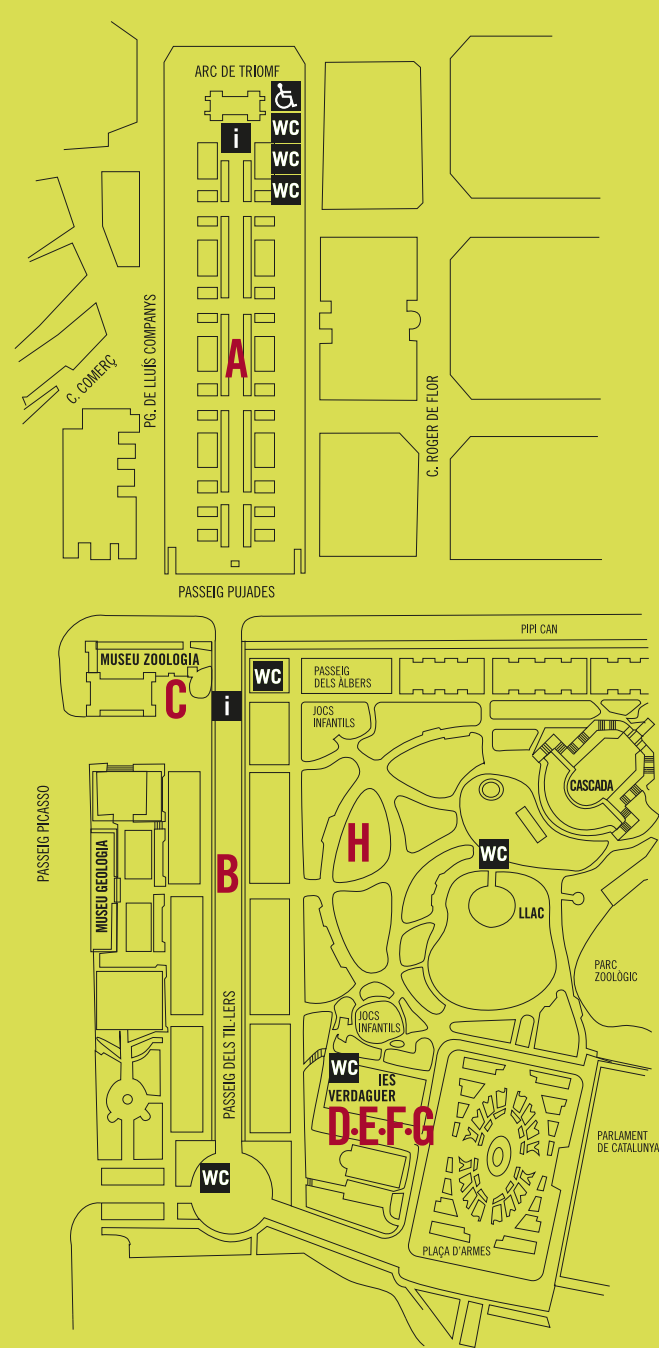 ARC DE TRIOMF
WC
i
WC
WC
A
PG. DE LLUÍS COMPANYS
C. COMERÇ
C. ROGER DE FLOR
PASSEIG PUJADES
PIPI CAN
MUSEU ZOOLOGIA
WC
PASSEIG
DELS ÀLBERS
C
i
JOCS
INFANTILS
CASCADA
PASSEIG PICASSO
H
WC
B
MUSEU GEOLOGIA
LLAC
PARC
ZOOLÒGIC
JOCS
INFANTILS
PASSEIG DELS TIL·LERS
WC
IES
VERDAGUER
D·E·F·G
PARLAMENT
DE CATALUNYA
WC
PLAÇA D'ARMES